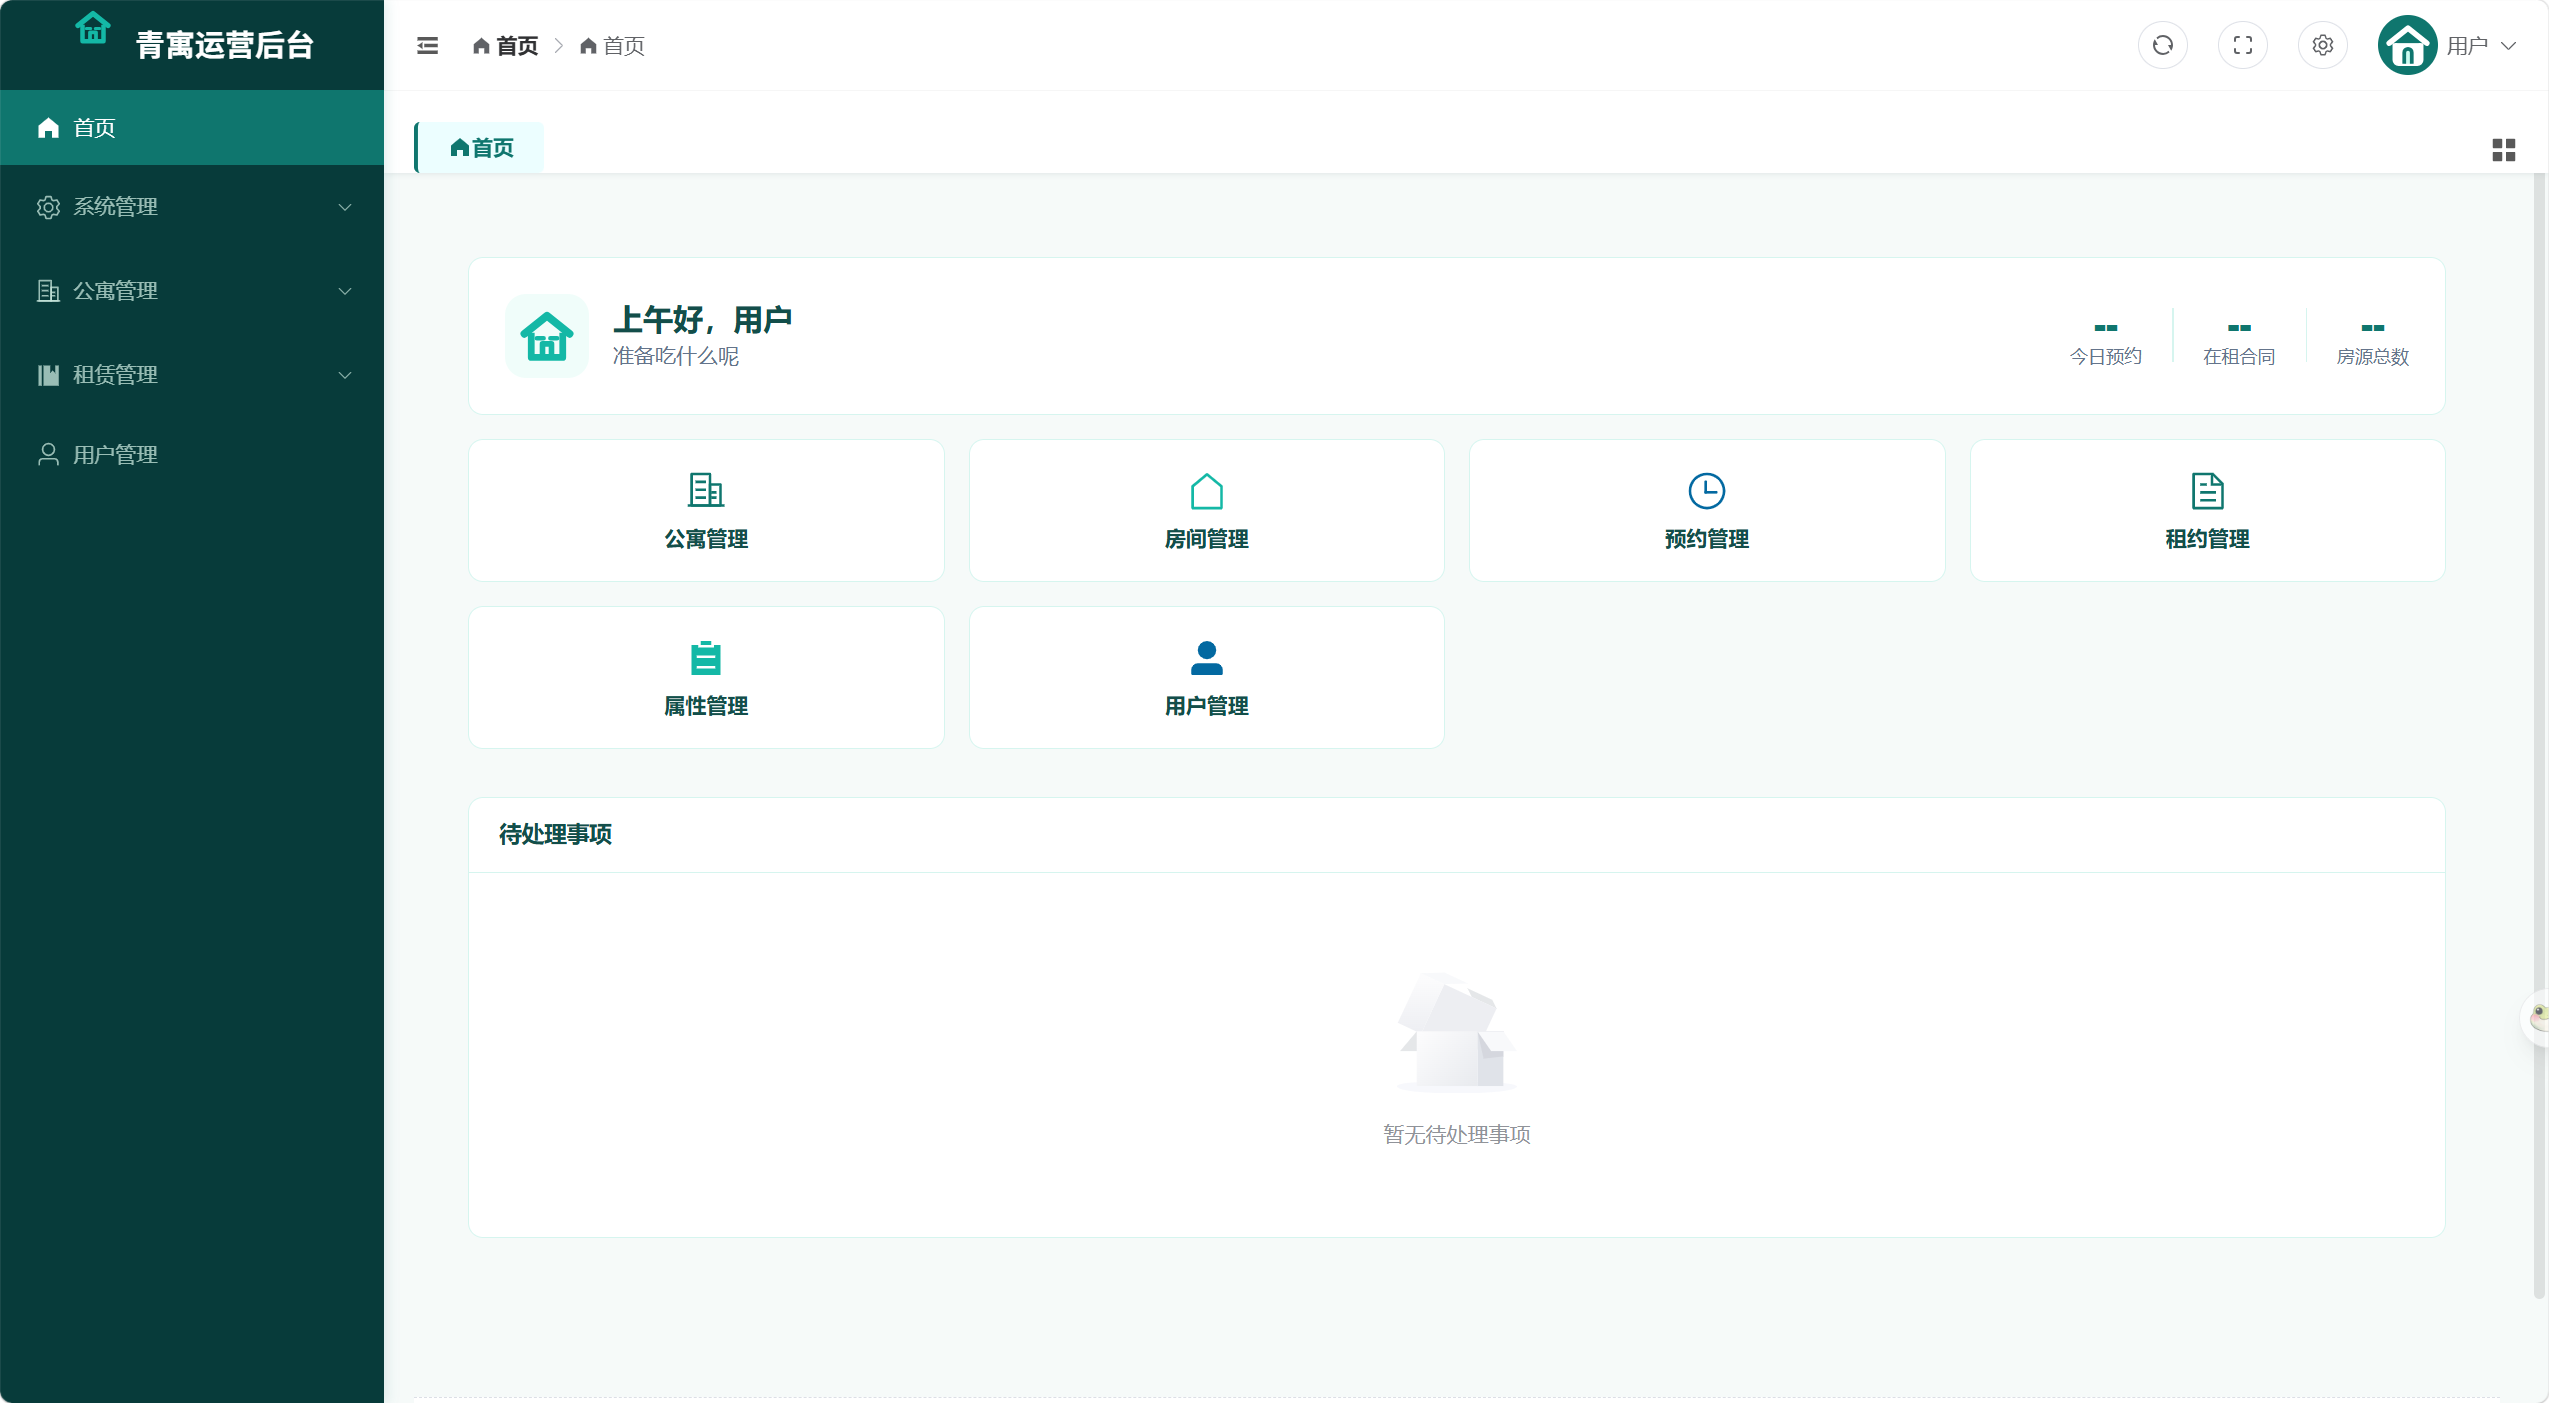 青寓运营后台
首页
系统管理
公寓管理
租赁管理
用户管理
首页 > 首页
用户
首页
上午好，用户
准备吃什么呢
-- -- --
今日预约 在租合同 房源总数
公寓管理 房间管理 预约管理 租约管理
属性管理 用户管理
待处理事项
暂无待处理事项